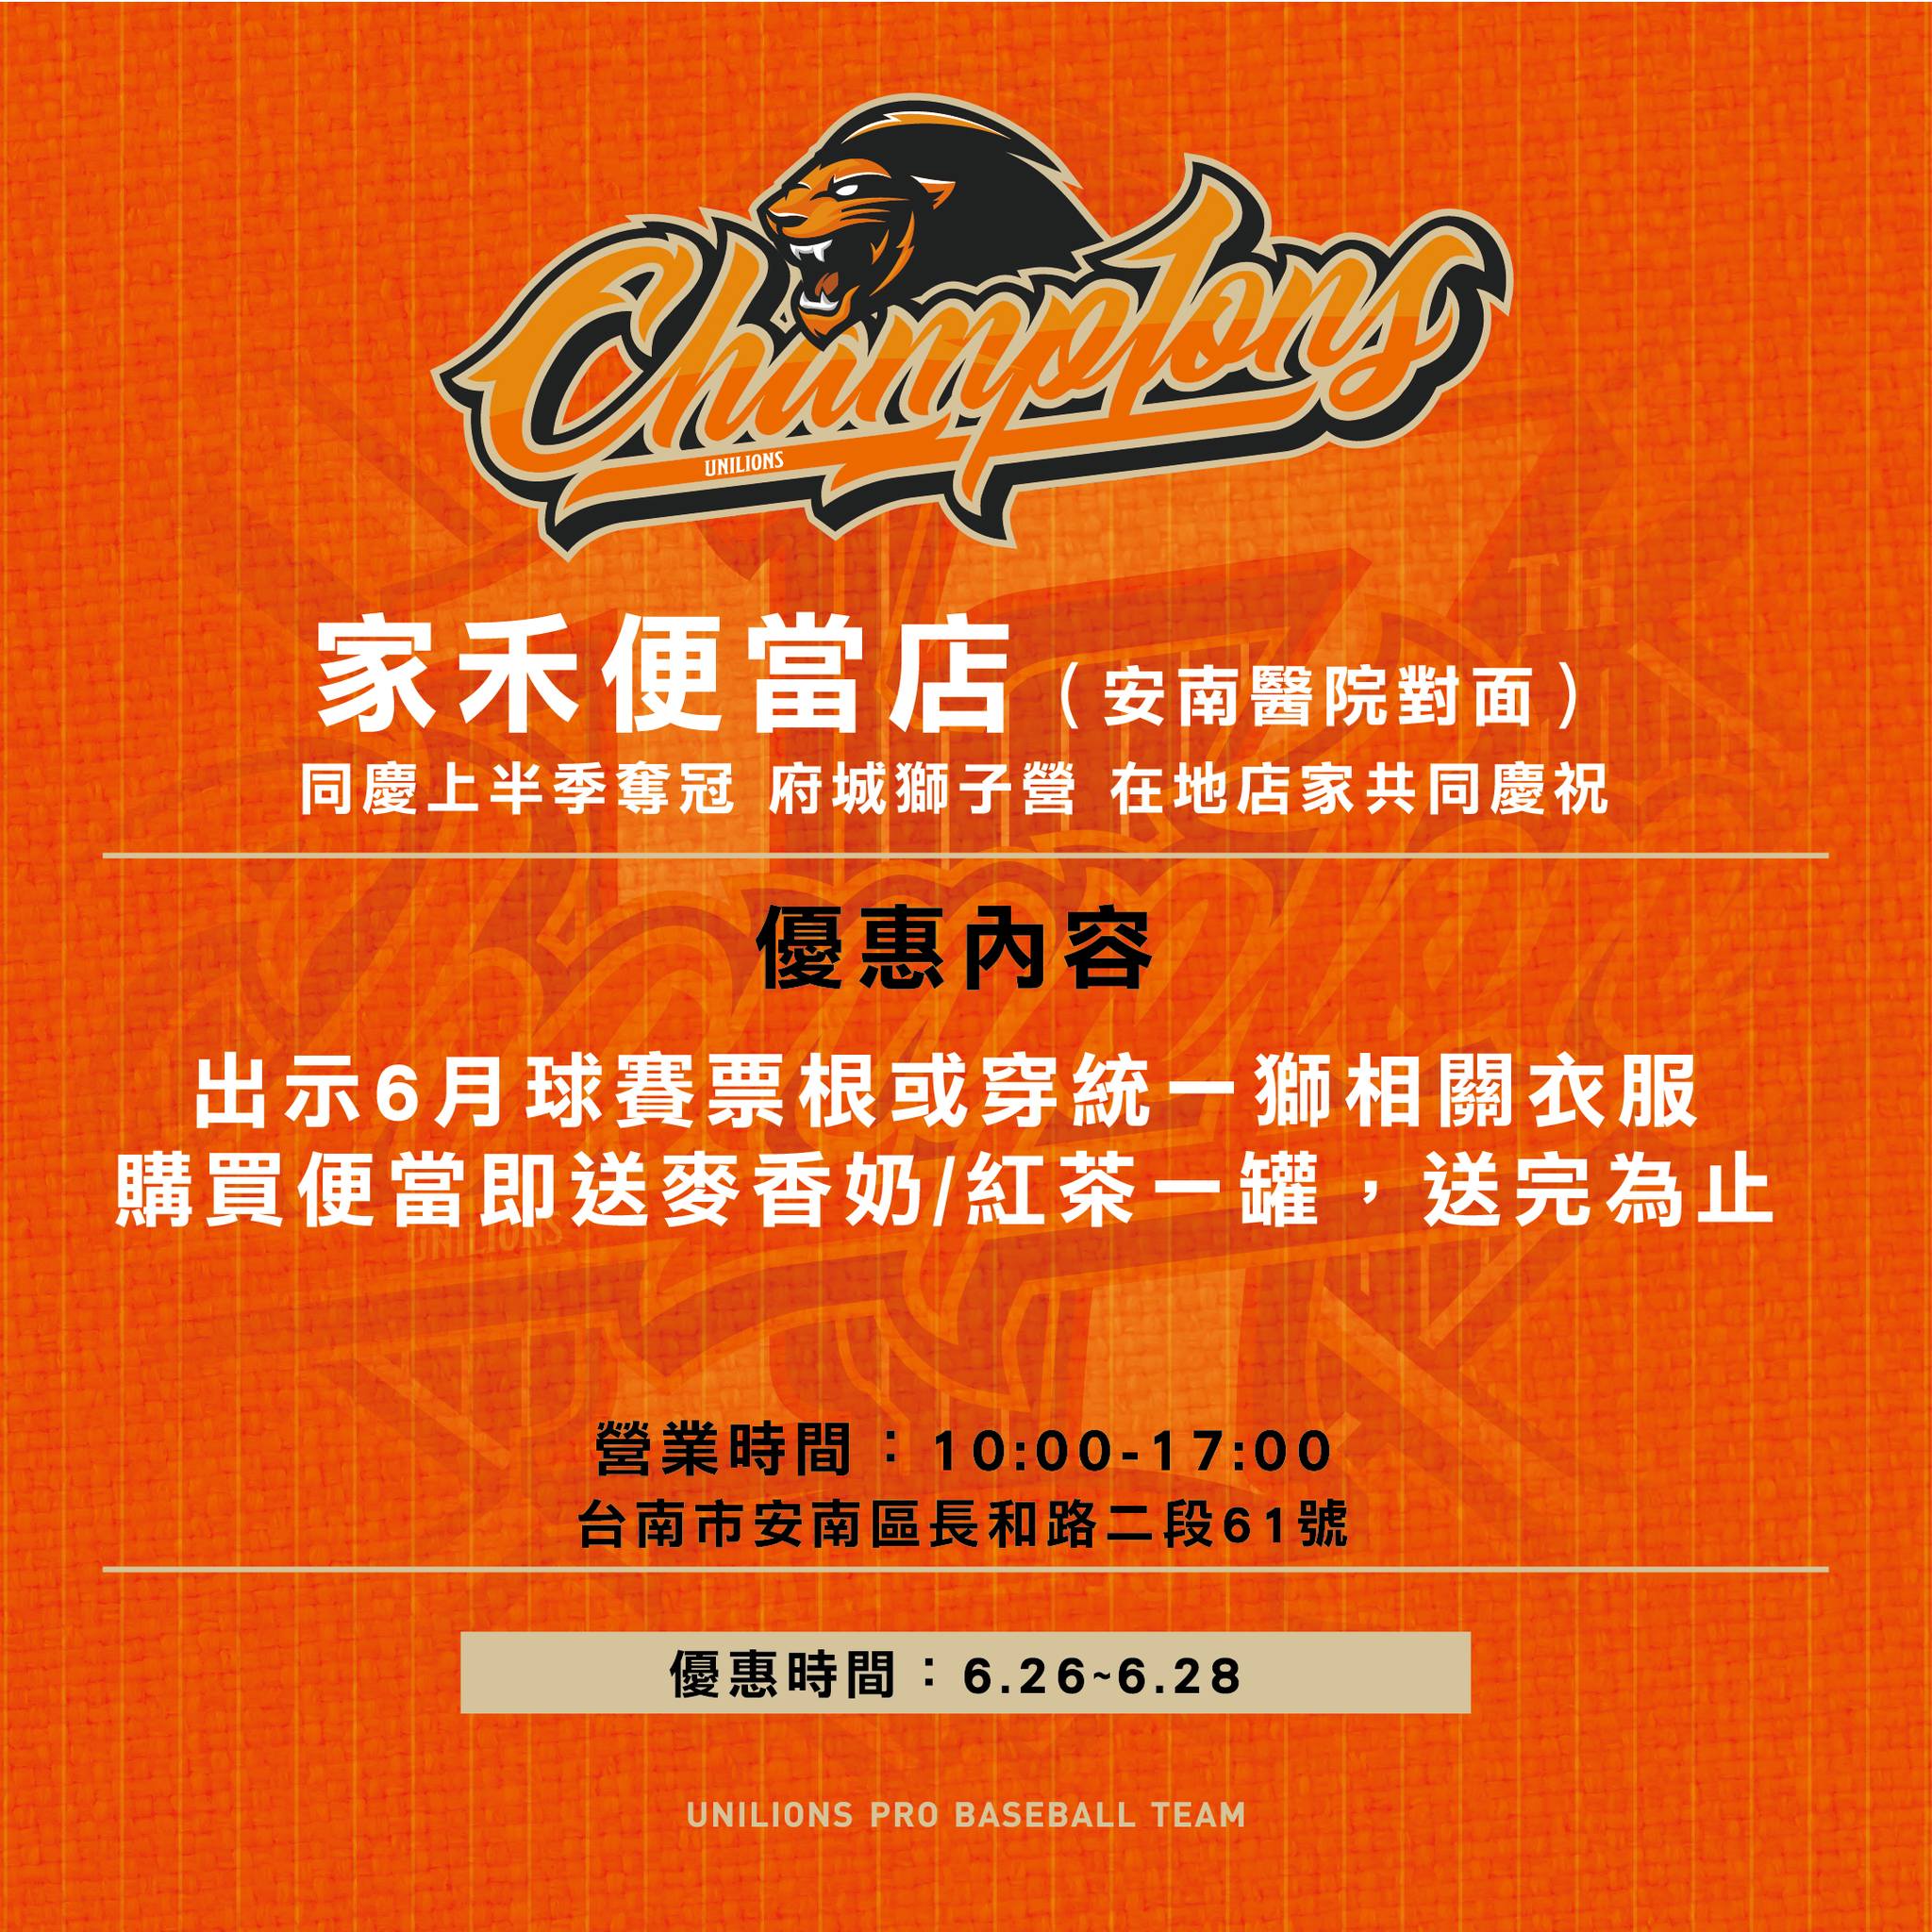 Champ1ons
UNILIONS
家禾便當店（安南醫院對面）
同慶上半季奪冠 府城獅子營 在地店家共同慶祝
優惠內容
出示6月球賽票根或穿統一獅相關衣服
購買便當即送麥香奶/紅茶一罐，送完為止
營業時間：10:00-17:00
台南市安南區長和路二段61號
優惠時間：6.26~6.28
UNILIONS PRO BASEBALL TEAM